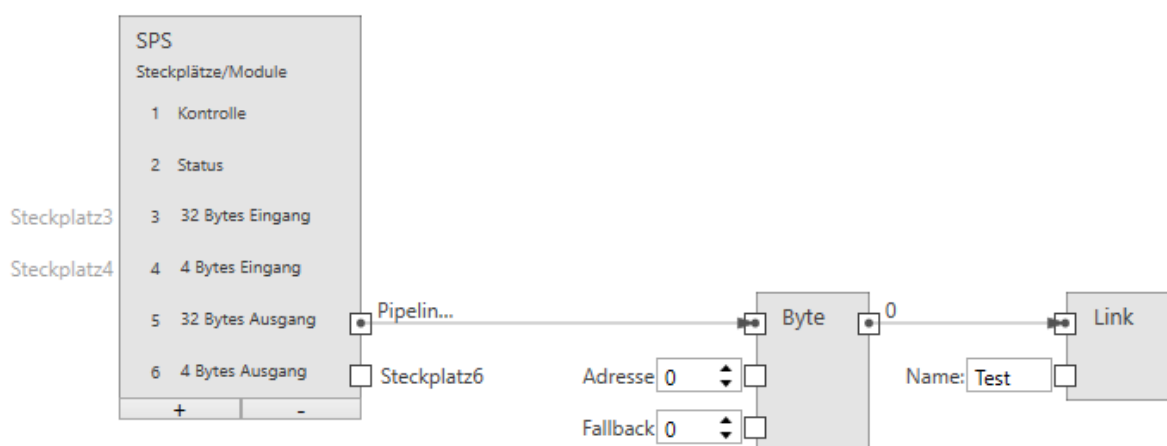 SPS
Steckplätze/Module
1 Kontrolle
2 Status
Steckplatz3 3 32 Bytes Eingang
Steckplatz4 4 4 Bytes Eingang
5 32 Bytes Ausgang
6 4 Bytes Ausgang
+ -
Pipelin...
Steckplatz6
Byte
Adresse 0
Fallback 0
0
Link
Name: Test